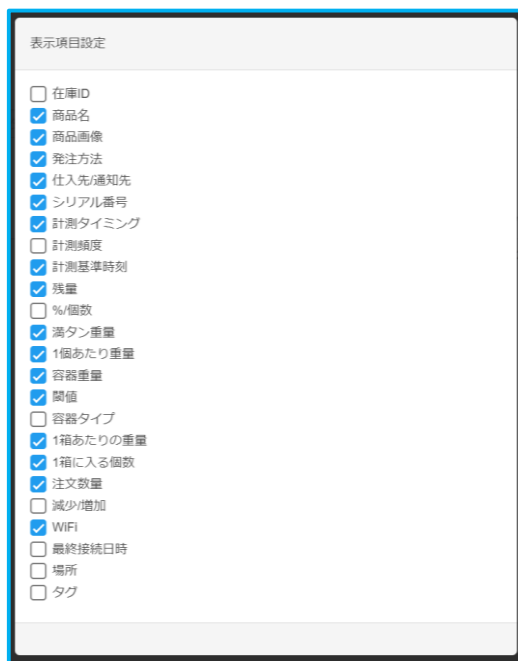 表示項目設定
在庫ID
商品名
商品画像
発注方法
仕入先/通知先
シリアル番号
計測タイミング
計測頻度
計測基準時刻
残量
%/個数
満タン重量
1個あたり重量
容器重量
閾値
容器タイプ
1箱あたりの重量
1箱に入る個数
注文数量
減少/増加
WiFi
最終接続日時
場所
タグ